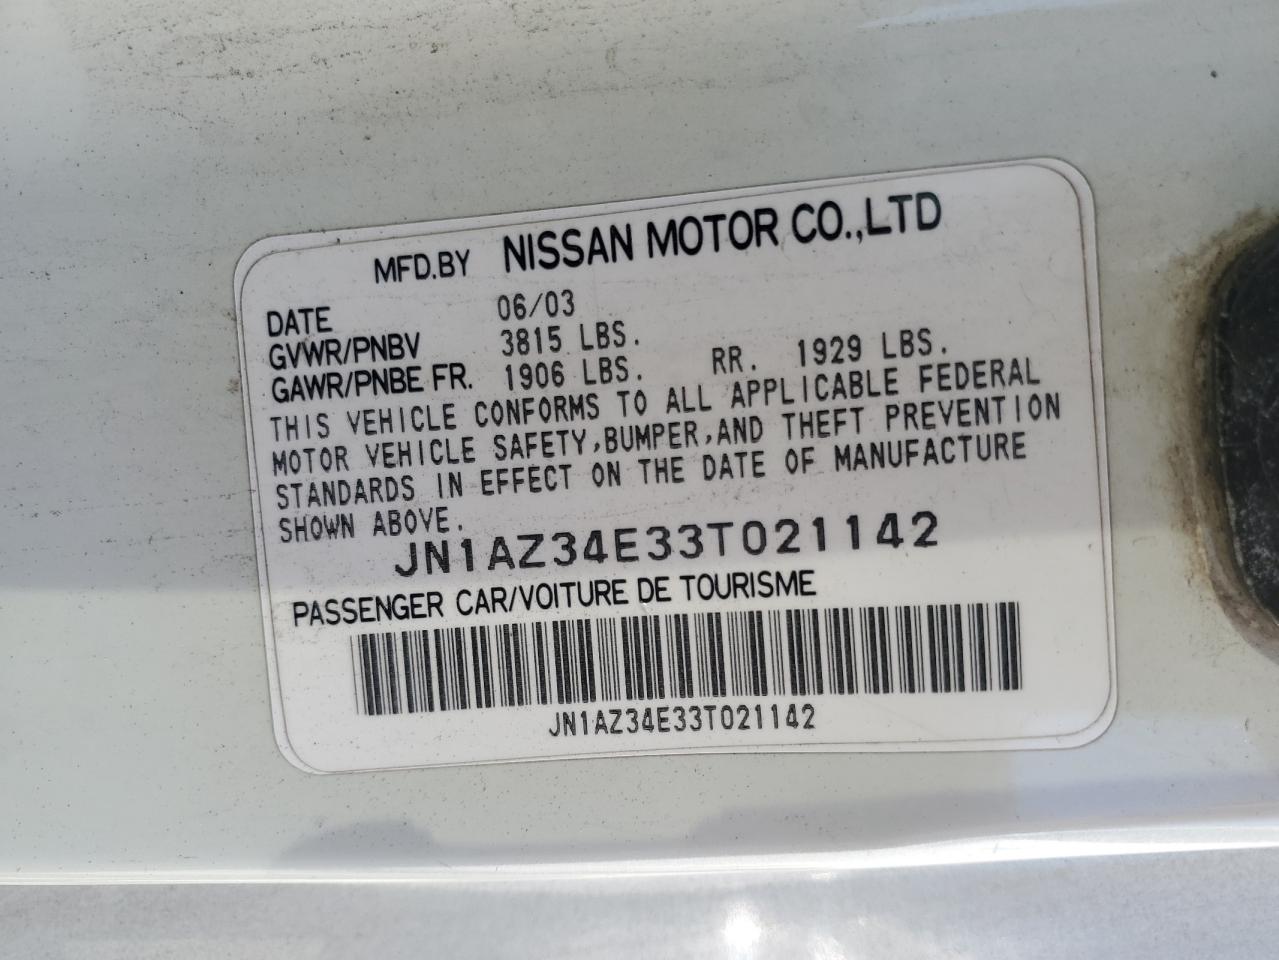 MFD.BY NISSAN MOTOR CO.,LTD
DATE 06/03
GVWR/PNBV 3815 LBS.
GAWR/PNBE FR. 1906 LBS. RR. 1929 LBS.
THIS VEHICLE CONFORMS TO ALL APPLICABLE FEDERAL
MOTOR VEHICLE SAFETY,BUMPER,AND THEFT PREVENTION
STANDARDS IN EFFECT ON THE DATE OF MANUFACTURE
SHOWN ABOVE.
JN1AZ34E33T021142
PASSENGER CAR/VOITURE DE TOURISME
JN1AZ34E33T021142